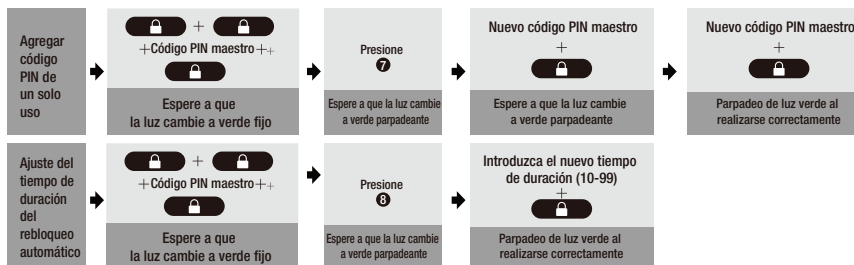 Agregar
código
PIN de
un solo
uso
+
+Código PIN maestro++
Espere a que
la luz cambie a verde fijo
Presione
7
Espere a que la luz cambie
a verde parpadeante
Nuevo código PIN maestro
+
Espere a que la luz cambie
a verde parpadeante
Nuevo código PIN maestro
+
Parpadeo de luz verde al
realizarse correctamente
Ajuste del
tiempo de
duración
del
rebloqueo
automático
+
+Código PIN maestro++
Espere a que
la luz cambie a verde fijo
Presione
8
Espere a que la luz cambie
a verde parpadeante
Introduzca el nuevo tiempo
de duración (10-99)
+
Parpadeo de luz verde al
realizarse correctamente